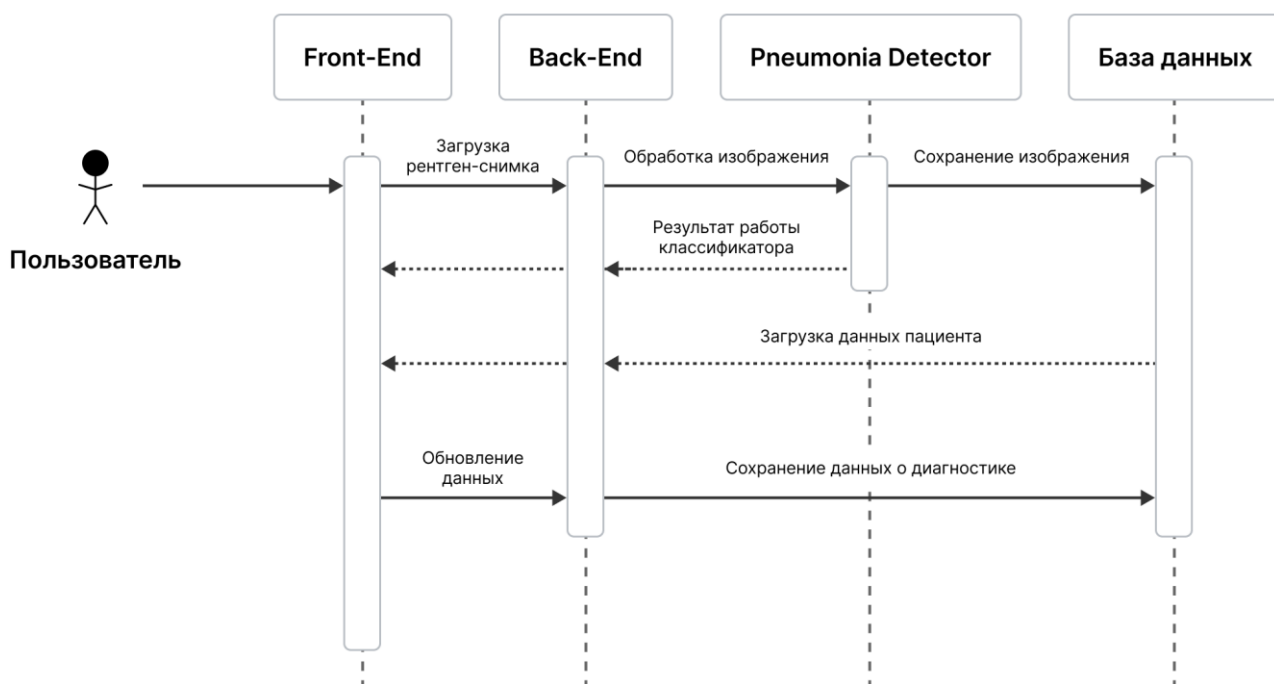 Front-End
Back-End
Pneumonia Detector
База данных
Загрузка
рентген-снимка
Обработка изображения
Сохранение изображения
Пользователь
Результат работы
классификатора
Загрузка данных пациента
Обновление
данных
Сохранение данных о диагностике